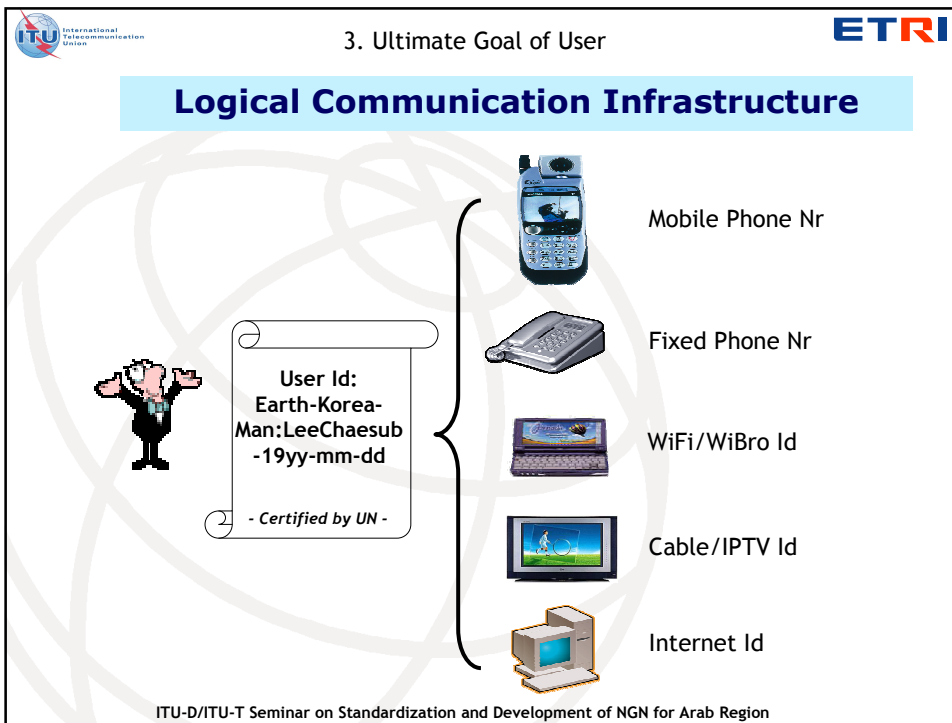 International
Telecommunication
Union
ITU
3. Ultimate Goal of User
ETRI
Logical Communication Infrastructure
Mobile Phone Nr
Fixed Phone Nr
User Id:
Earth-Korea-
Man:LeeChaesub
-19yy-mm-dd
- Certified by UN -
WiFi/WiBro Id
Cable/IPTV Id
Internet Id
ITU-D/ITU-T Seminar on Standardization and Development of NGN for Arab Region